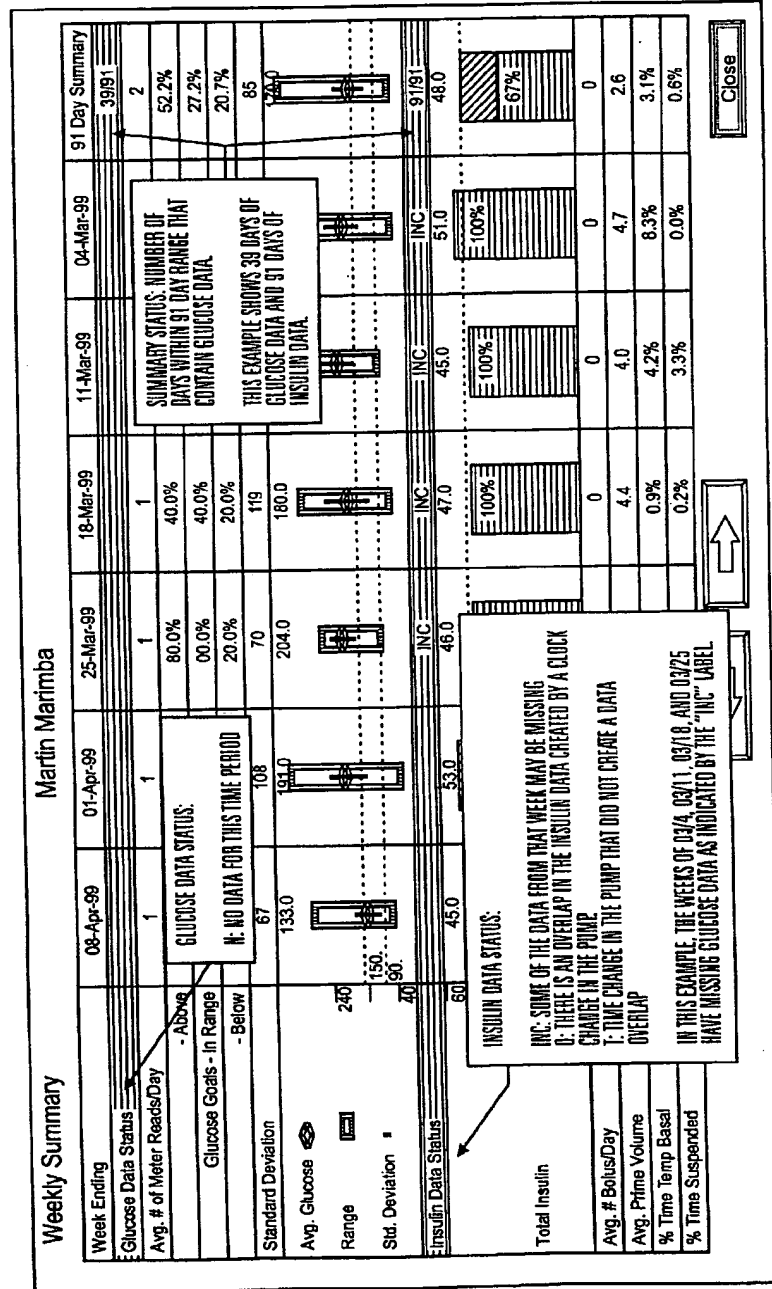 Weekly Summary
Martin Marimba
Week Ending 08-Apr-99 01-Apr-99 25-Mar-99 18-Mar-99 11-Mar-99 04-Mar-99 91 Day Summary
Glucose Data Status 39/91
Avg. # of Meter Reads/Day 1 1 1 1 2
- Above 80.0% 40.0% 52.2%
Glucose Goals - In Range 00.0% 40.0% 27.2%
- Below 20.0% 20.0% 20.7%
Standard Deviation 67 108 70 119 85
133.0 191.0 204.0 180.0 170.0
Avg. Glucose
Range
Std. Deviation
240
150.
90.
40
GLUCOSE DATA STATUS:
N: NO DATA FOR THIS TIME PERIOD
SUMMARY STATUS: NUMBER OF
DAYS WITHIN 91 DAY RANGE THAT
CONTAIN GLUCOSE DATA.
THIS EXAMPLE SHOWS 39 DAYS OF
GLUCOSE DATA AND 91 DAYS OF
INSULIN DATA.
Insulin Data Status INC INC INC INC 91/91
45.0 53.0 46.0 47.0 45.0 51.0 48.0
60
Total Insulin 100% 100% 100% 67%
INSULIN DATA STATUS:
INC: SOME OF THE DATA FROM THAT WEEK MAY BE MISSING
O: THERE IS AN OVERLAP IN THE INSULIN DATA CREATED BY A CLOCK
CHANGE IN THE PUMP
T: TIME CHANGE IN THE PUMP THAT DID NOT CREATE A DATA
OVERLAP
IN THIS EXAMPLE, THE WEEKS OF 03/4, 03/11, 03/18, AND 03/25
HAVE MISSING GLUCOSE DATA AS INDICATED BY THE "INC" LABEL.
Avg. # Bolus/Day 0 0 0 0
Avg. Prime Volume 4.4 4.0 4.7 2.6
% Time Temp Basal 0.9% 4.2% 8.3% 3.1%
% Time Suspended 0.2% 3.3% 0.0% 0.6%
Close